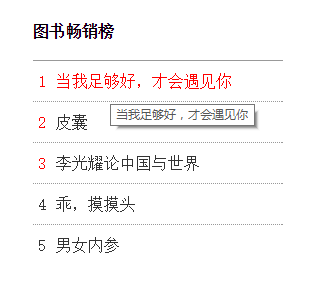 图书畅销榜
1 当我足够好，才会遇见你
当我足够好，才会遇见你
2 皮囊
3 李光耀论中国与世界
4 乖，摸摸头
5 男女内参